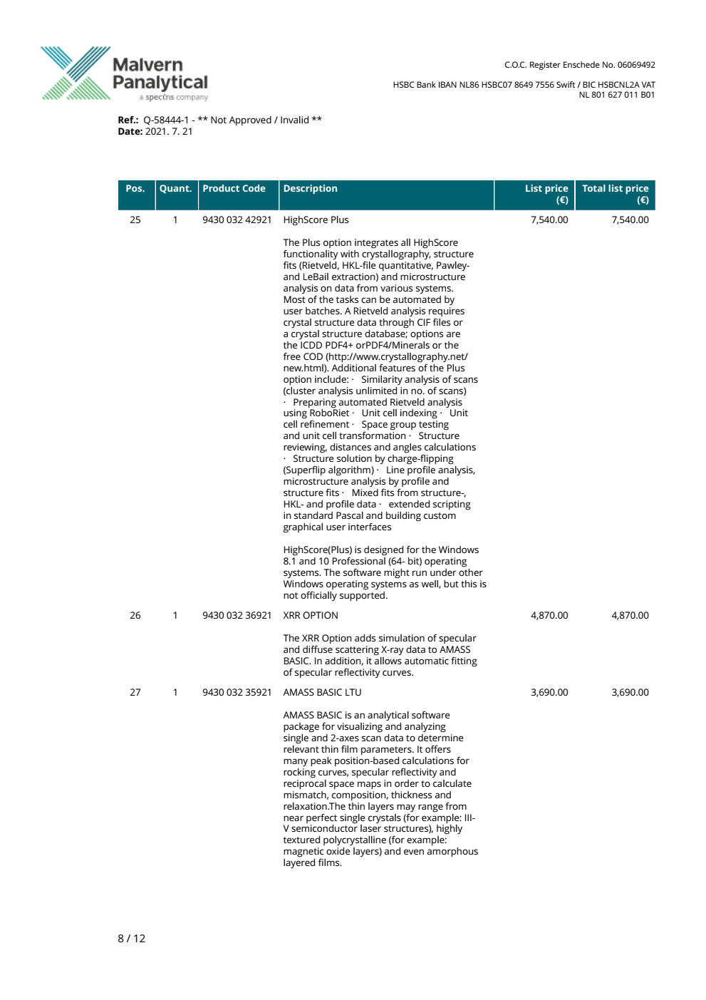 Malvern
Panalytical
a spectris company
C.O.C. Register Enschede No. 06069492
HSBC Bank IBAN NL86 HSBC07 8649 7556 Swift / BIC HSBCNL2A VAT
NL 801 627 011 B01
Ref.: Q-58444-1 - ** Not Approved / Invalid **
Date: 2021. 7. 21
Pos. Quant. Product Code Description List price (€) Total list price (€)
25 1 9430 032 42921 HighScore Plus 7,540.00 7,540.00
The Plus option integrates all HighScore
functionality with crystallography, structure
fits (Rietveld, HKL-file quantitative, Pawley-
and LeBail extraction) and microstructure
analysis on data from various systems.
Most of the tasks can be automated by
user batches. A Rietveld analysis requires
crystal structure data through CIF files or
a crystal structure database; options are
the ICDD PDF4+ orPDF4/Minerals or the
free COD (http://www.crystallography.net/
new.html). Additional features of the Plus
option include: · Similarity analysis of scans
(cluster analysis unlimited in no. of scans)
· Preparing automated Rietveld analysis
using RoboRiet · Unit cell indexing · Unit
cell refinement · Space group testing
and unit cell transformation · Structure
reviewing, distances and angles calculations
· Structure solution by charge-flipping
(Superflip algorithm) · Line profile analysis,
microstructure analysis by profile and
structure fits · Mixed fits from structure-,
HKL- and profile data · extended scripting
in standard Pascal and building custom
graphical user interfaces
HighScore(Plus) is designed for the Windows
8.1 and 10 Professional (64- bit) operating
systems. The software might run under other
Windows operating systems as well, but this is
not officially supported.
26 1 9430 032 36921 XRR OPTION 4,870.00 4,870.00
The XRR Option adds simulation of specular
and diffuse scattering X-ray data to AMASS
BASIC. In addition, it allows automatic fitting
of specular reflectivity curves.
27 1 9430 032 35921 AMASS BASIC LTU 3,690.00 3,690.00
AMASS BASIC is an analytical software
package for visualizing and analyzing
single and 2-axes scan data to determine
relevant thin film parameters. It offers
many peak position-based calculations for
rocking curves, specular reflectivity and
reciprocal space maps in order to calculate
mismatch, composition, thickness and
relaxation.The thin layers may range from
near perfect single crystals (for example: III-
V semiconductor laser structures), highly
textured polycrystalline (for example:
magnetic oxide layers) and even amorphous
layered films.
8 / 12